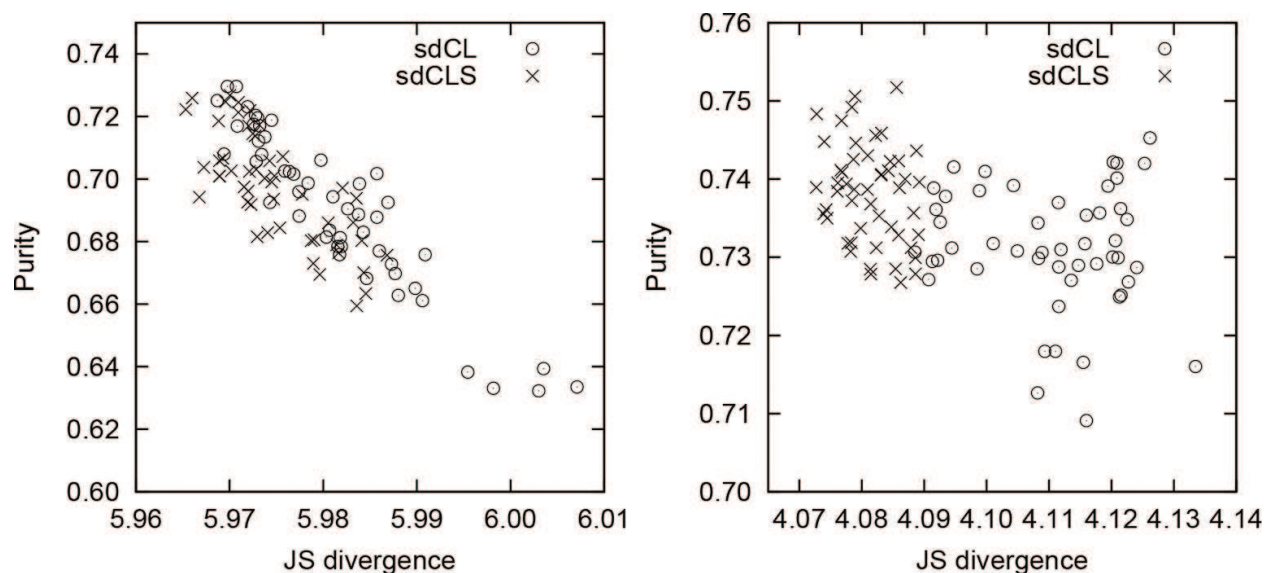 0.74
0.72
0.70
0.68
0.66
0.64
0.62
0.60
Purity
sdCL
sdCLS
5.96 5.97 5.98 5.99 6.00 6.01
JS divergence
0.76
0.75
0.74
0.73
0.72
0.71
0.70
Purity
sdCL
sdCLS
4.07 4.08 4.09 4.10 4.11 4.12 4.13 4.14
JS divergence